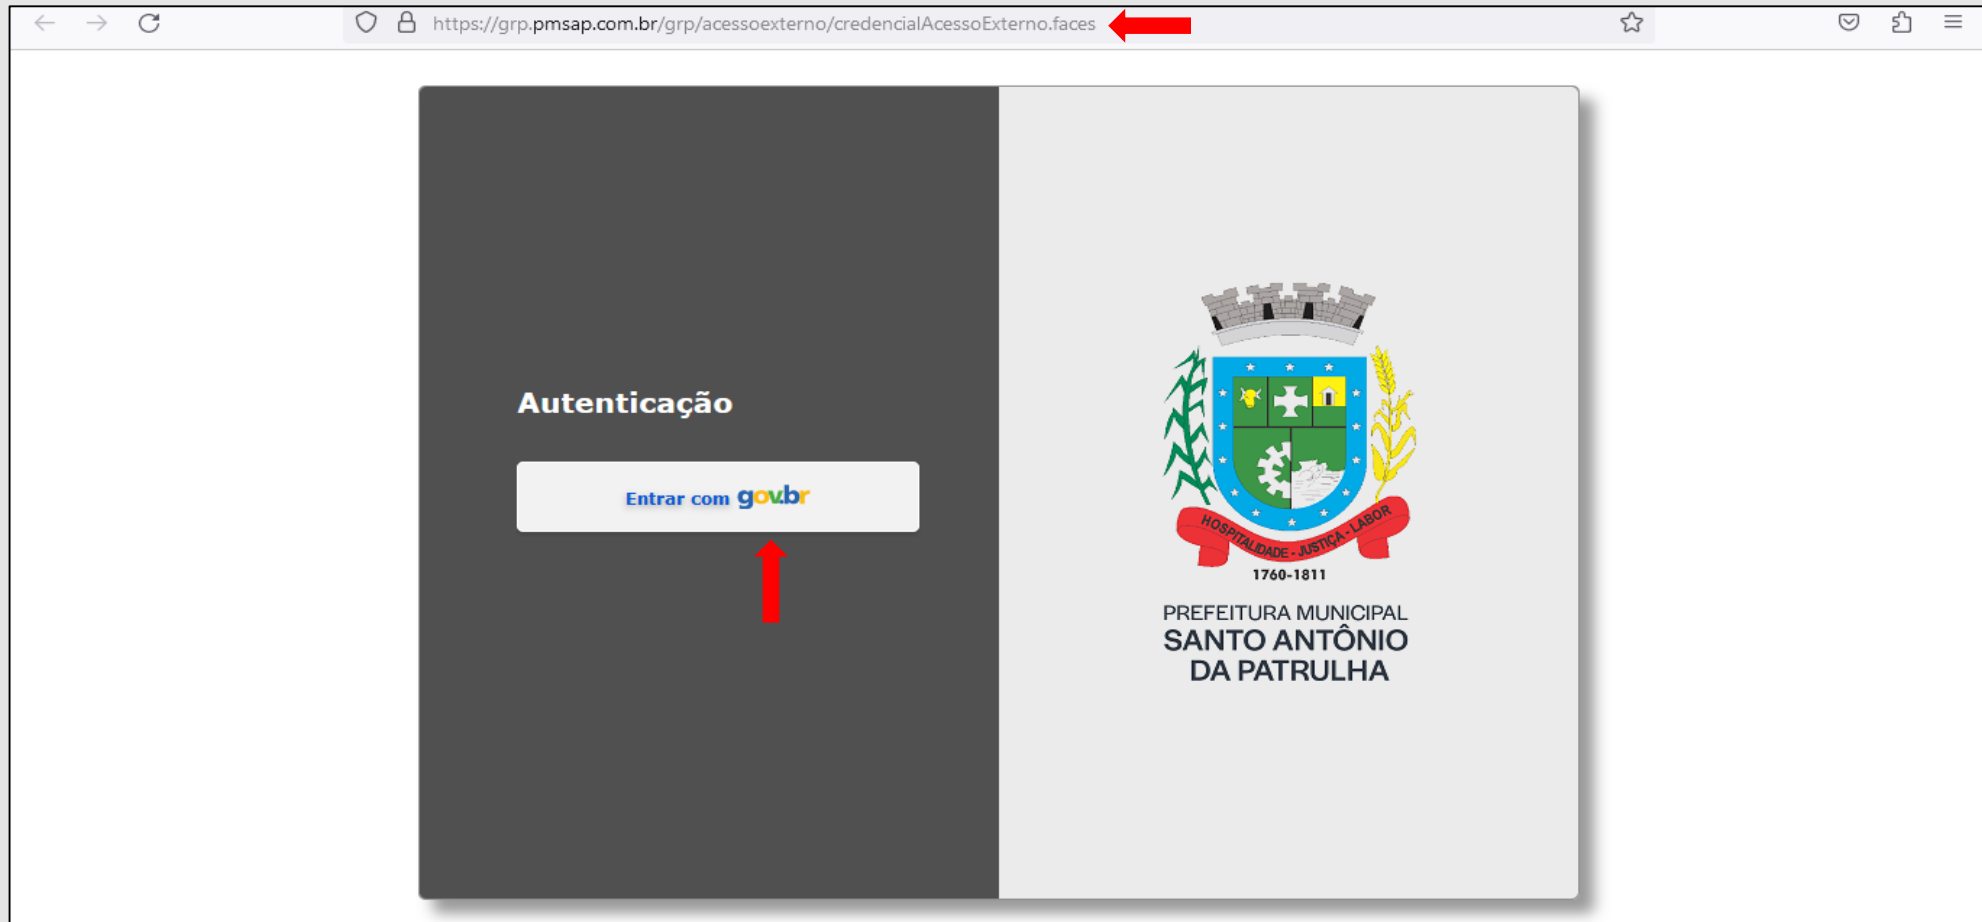 https://grp.pmsap.com.br/grp/acessoexterno/credencialAcessoExterno.faces
Autenticação
Entrar com gov.br
HOSPITALIDADE - JUSTIÇA - LABOR
1760-1811
PREFEITURA MUNICIPAL
SANTO ANTÔNIO
DA PATRULHA